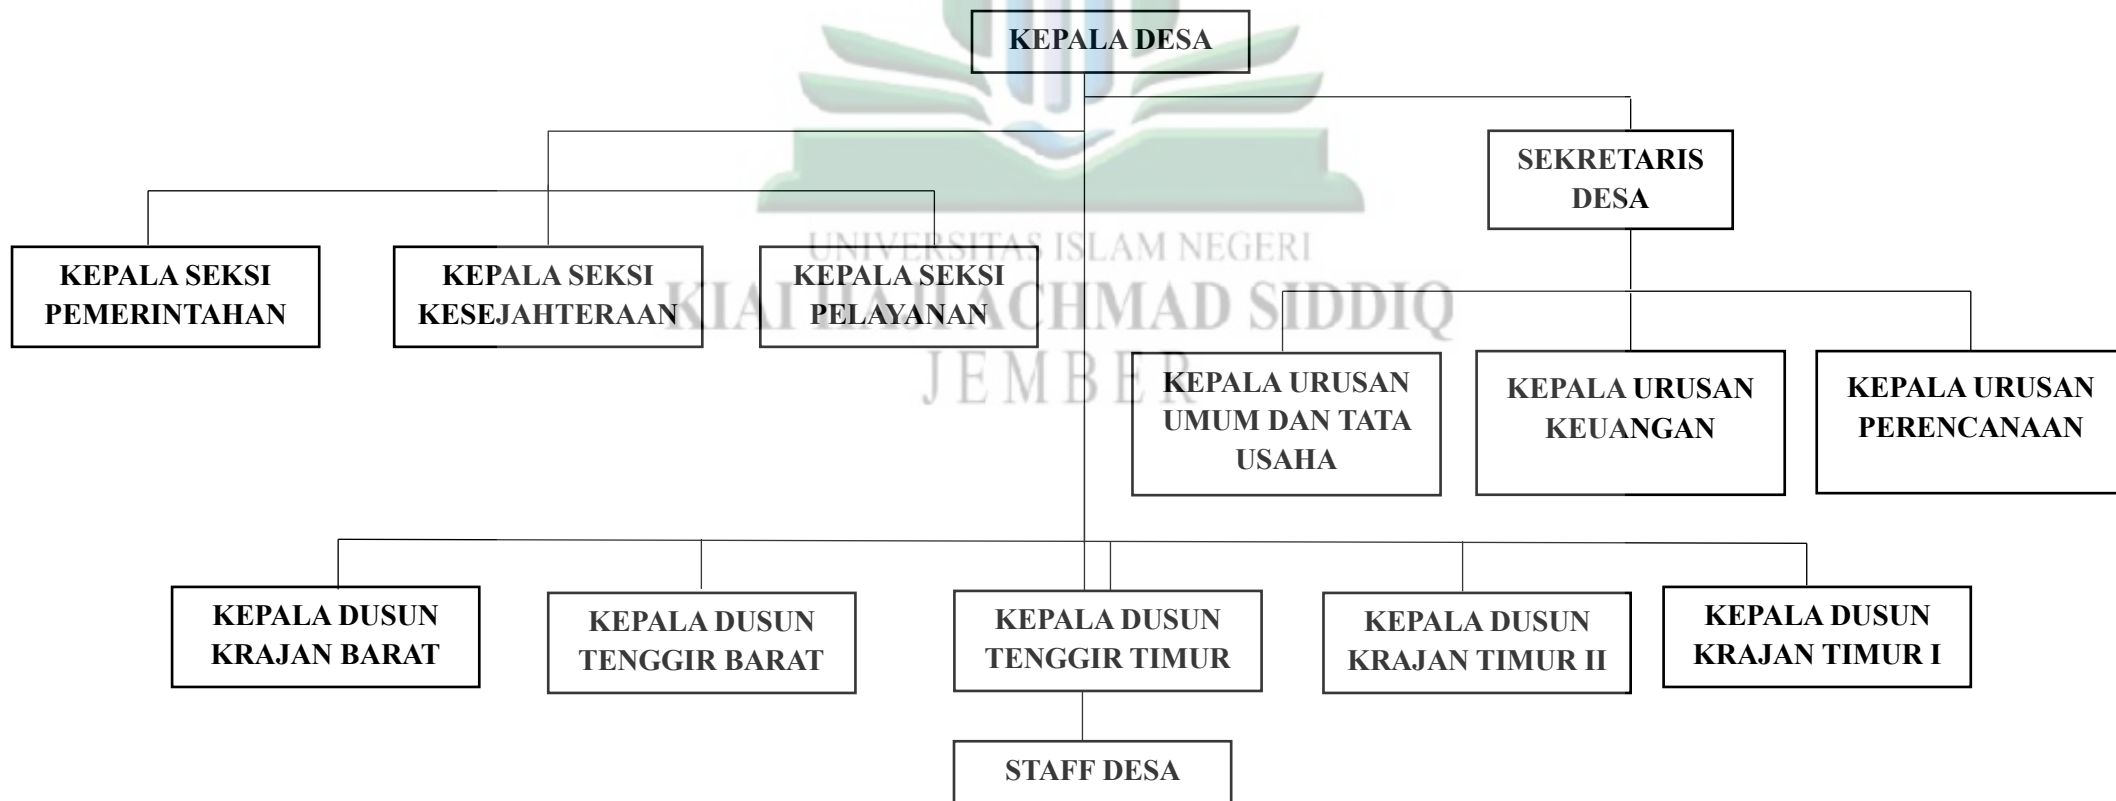 KEPALA DESA
SEKRETARIS
DESA
UNIVERSITAS ISLAM NEGERI
KIAI HAJI ACHMAD SIDDIQ
JEMBER
KEPALA SEKSI
PEMERINTAHAN
KEPALA SEKSI
KESEJAHTERAAN
KEPALA SEKSI
PELAYANAN
KEPALA URUSAN
UMUM DAN TATA
USAHA
KEPALA URUSAN
KEUANGAN
KEPALA URUSAN
PERENCANAAN
KEPALA DUSUN
KRAJAN BARAT
KEPALA DUSUN
TENGGIR BARAT
KEPALA DUSUN
TENGGIR TIMUR
KEPALA DUSUN
KRAJAN TIMUR II
KEPALA DUSUN
KRAJAN TIMUR I
STAFF DESA